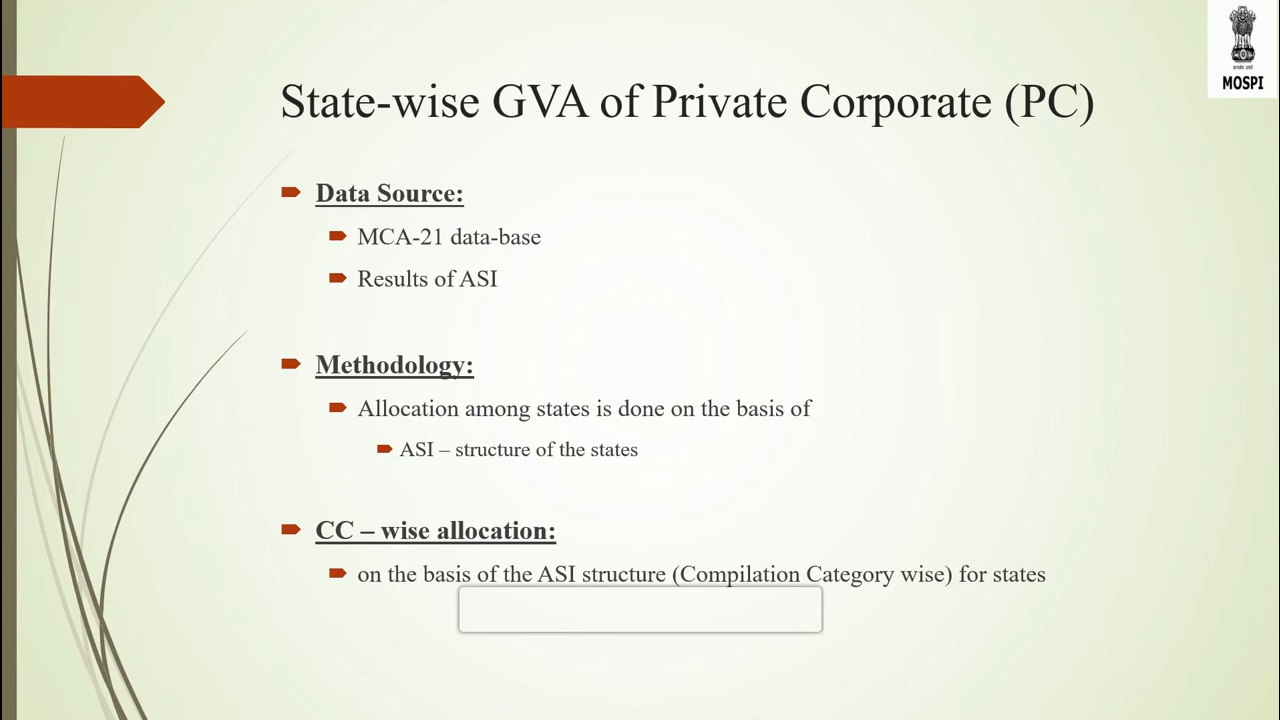 State-wise GVA of Private Corporate (PC)
MOSPI
Data Source:
MCA-21 data-base
Results of ASI
Methodology:
Allocation among states is done on the basis of
ASI – structure of the states
CC – wise allocation:
on the basis of the ASI structure (Compilation Category wise) for states